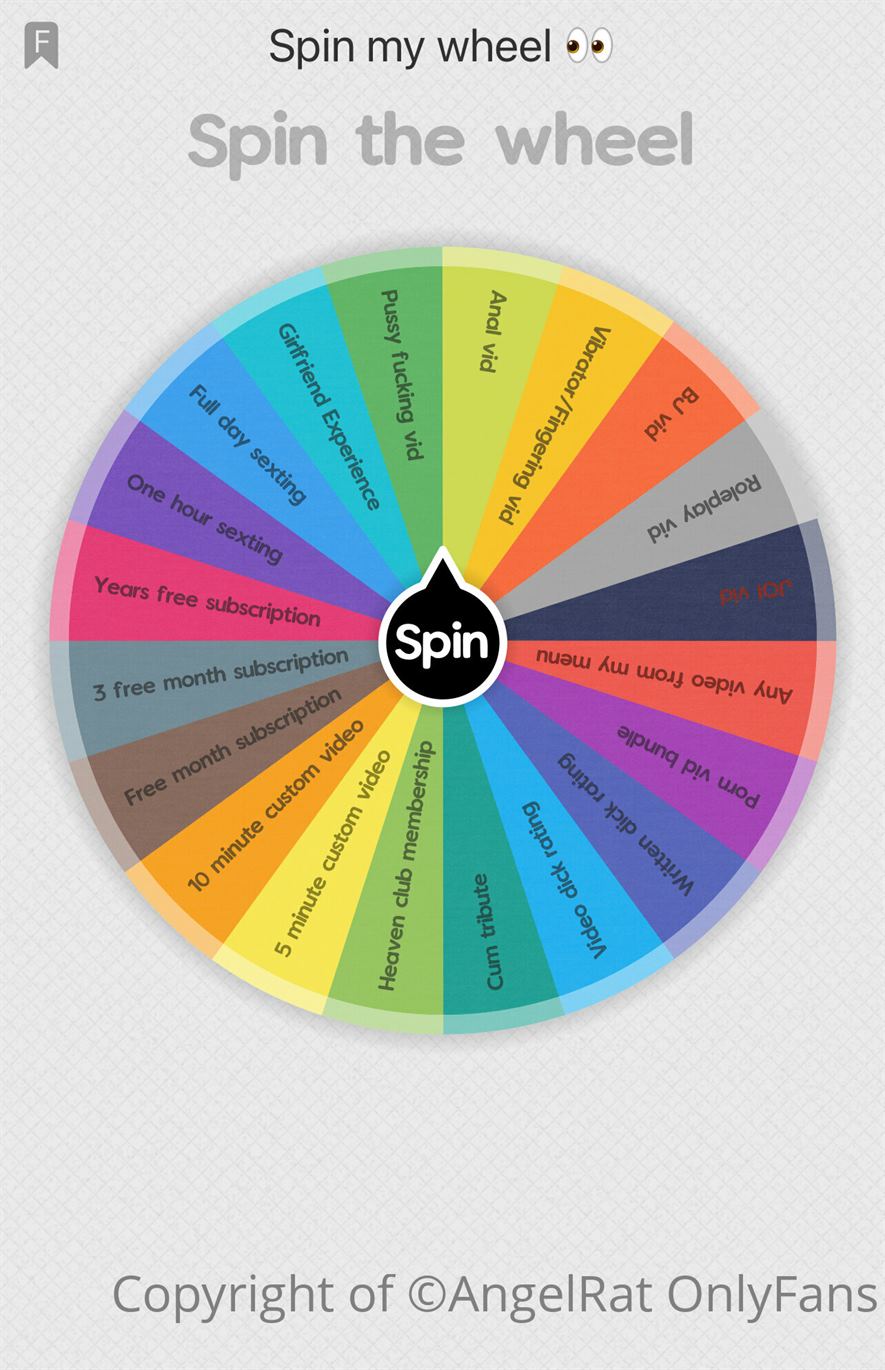 F
Spin my wheel 👀
Spin the wheel
Anal vid
Vibrator/Fingering vid
BJ vid
Roleplay vid
JOI vid
Any video from my menu
Porn vid bundle
Written dick rating
Video dick rating
Cum tribute
Heaven club membership
5 minute custom video
10 minute custom video
Free month subscription
3 free month subscription
Years free subscription
One hour sexting
Full day sexting
Girlfriend Experience
Pussy fucking vid
Spin
Copyright of ©AngelRat OnlyFans